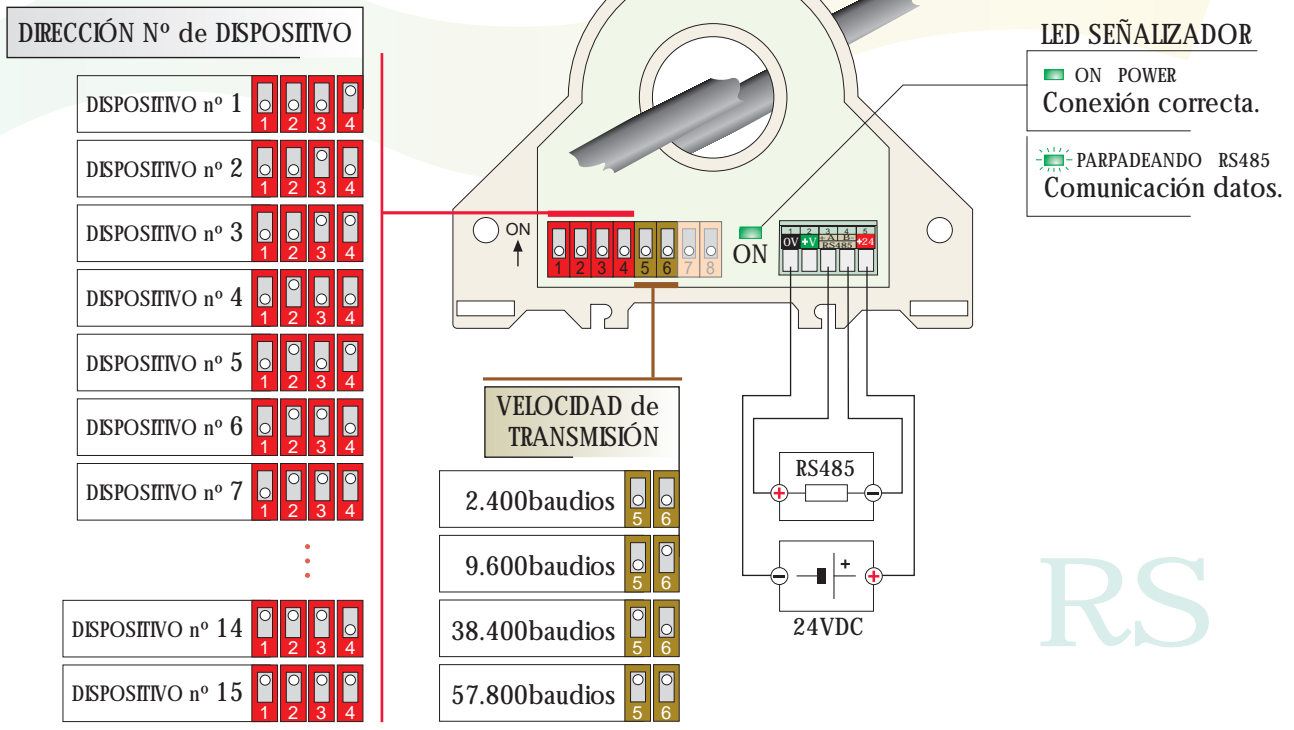 DIRECCIÓN Nº de DISPOSITIVO
DISPOSITIVO nº 1
1 2 3 4
DISPOSITIVO nº 2
1 2 3 4
DISPOSITIVO nº 3
1 2 3 4
DISPOSITIVO nº 4
1 2 3 4
DISPOSITIVO nº 5
1 2 3 4
DISPOSITIVO nº 6
1 2 3 4
DISPOSITIVO nº 7
1 2 3 4
DISPOSITIVO nº 14
1 2 3 4
DISPOSITIVO nº 15
1 2 3 4
ON
1 2 3 4 5 6 7 8
ON
1 2 3 4 5
0V +V + A B - +24
RS485
VELOCIDAD de
TRANSMISIÓN
2.400baudios
5 6
9.600baudios
5 6
38.400baudios
5 6
57.800baudios
5 6
RS485
+ −
− + +
24VDC
LED SEÑALIZADOR
ON POWER
Conexión correcta.
PARPADEANDO RS485
Comunicación datos.
RS